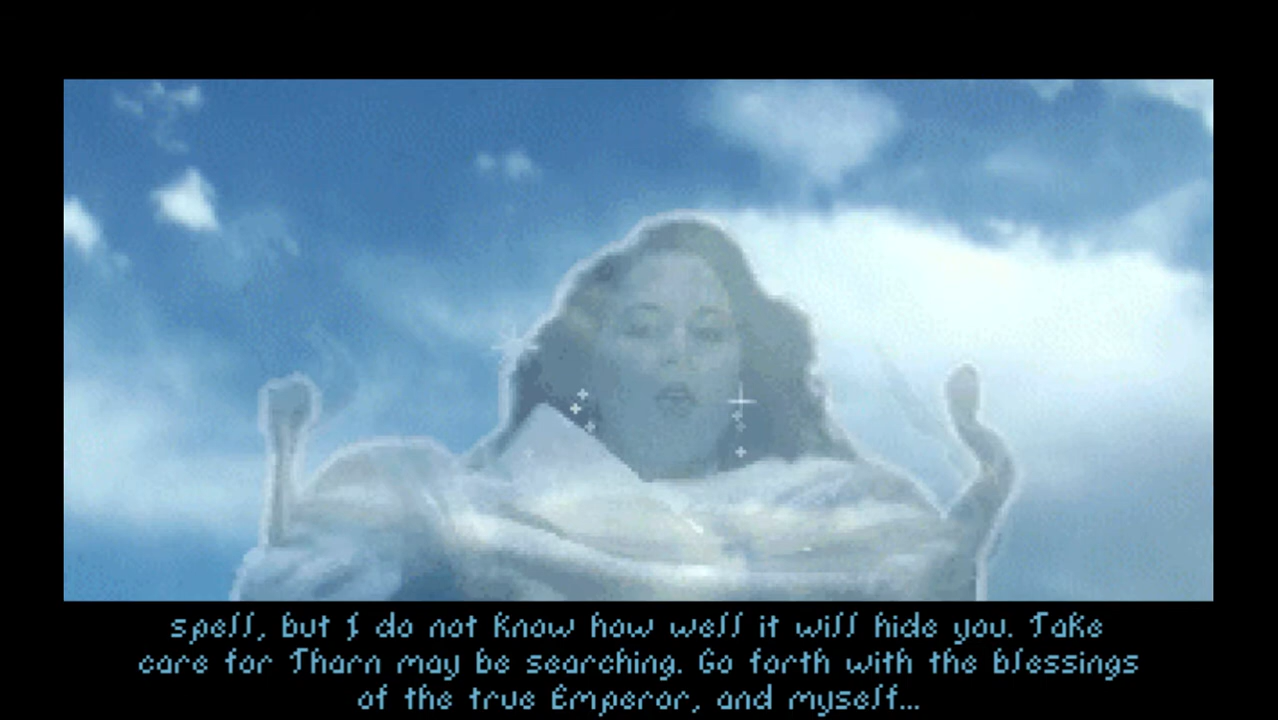 spell, but I do not know how well it will hide you. Take
care for Tharn may be searching. Go forth with the blessings
of the true Emperor, and myself...